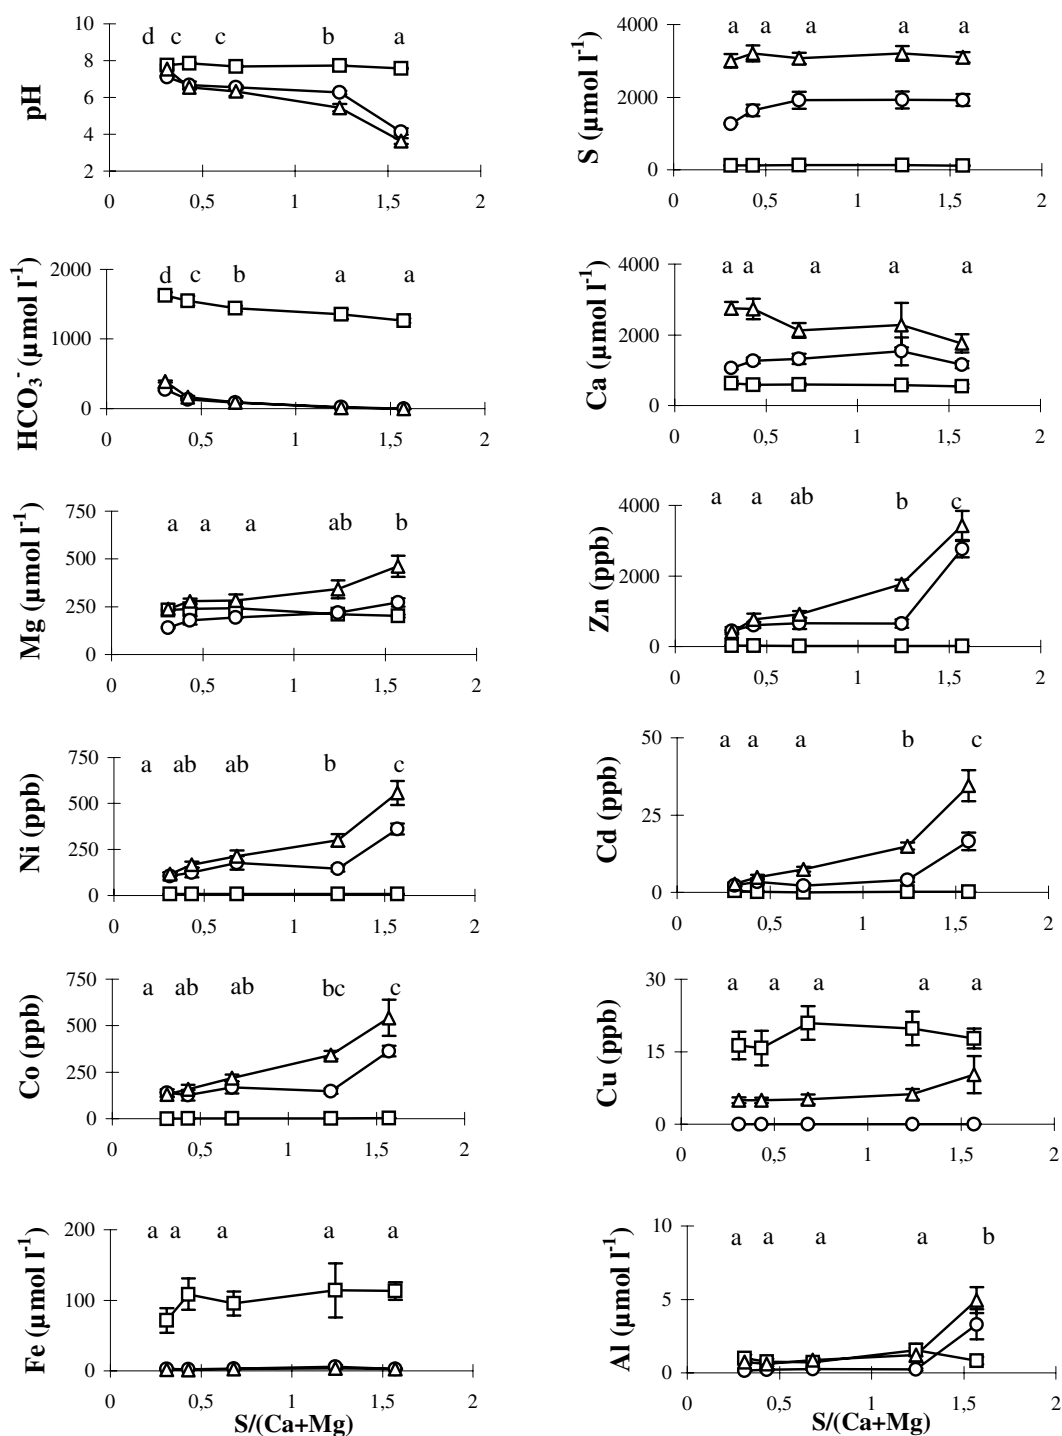 pH
10
8
6
4
2
d c c b a
0 0,5 1 1,5 2
S (µmol l-1)
4000
2000
0
a a a a a
0 0,5 1 1,5 2
HCO3- (µmol l-1)
2000
1000
0
d c b a a
0 0,5 1 1,5 2
Ca (µmol l-1)
4000
2000
0
a a a a a
0 0,5 1 1,5 2
Mg (µmol l-1)
750
500
250
0
a a a ab b
0 0,5 1 1,5 2
Zn (ppb)
4000
2000
0
a a ab b c
0 0,5 1 1,5 2
Ni (ppb)
750
500
250
0
a ab ab b c
0 0,5 1 1,5 2
Cd (ppb)
50
25
0
a a a b c
0 0,5 1 1,5 2
Co (ppb)
750
500
250
0
a ab ab bc c
0 0,5 1 1,5 2
Cu (ppb)
30
15
0
a a a a a
0 0,5 1 1,5 2
Fe (µmol l-1)
200
100
0
a a a a a
0 0,5 1 1,5 2
S/(Ca+Mg)
Al (µmol l-1)
10
5
0
a a a a b
0 0,5 1 1,5 2
S/(Ca+Mg)